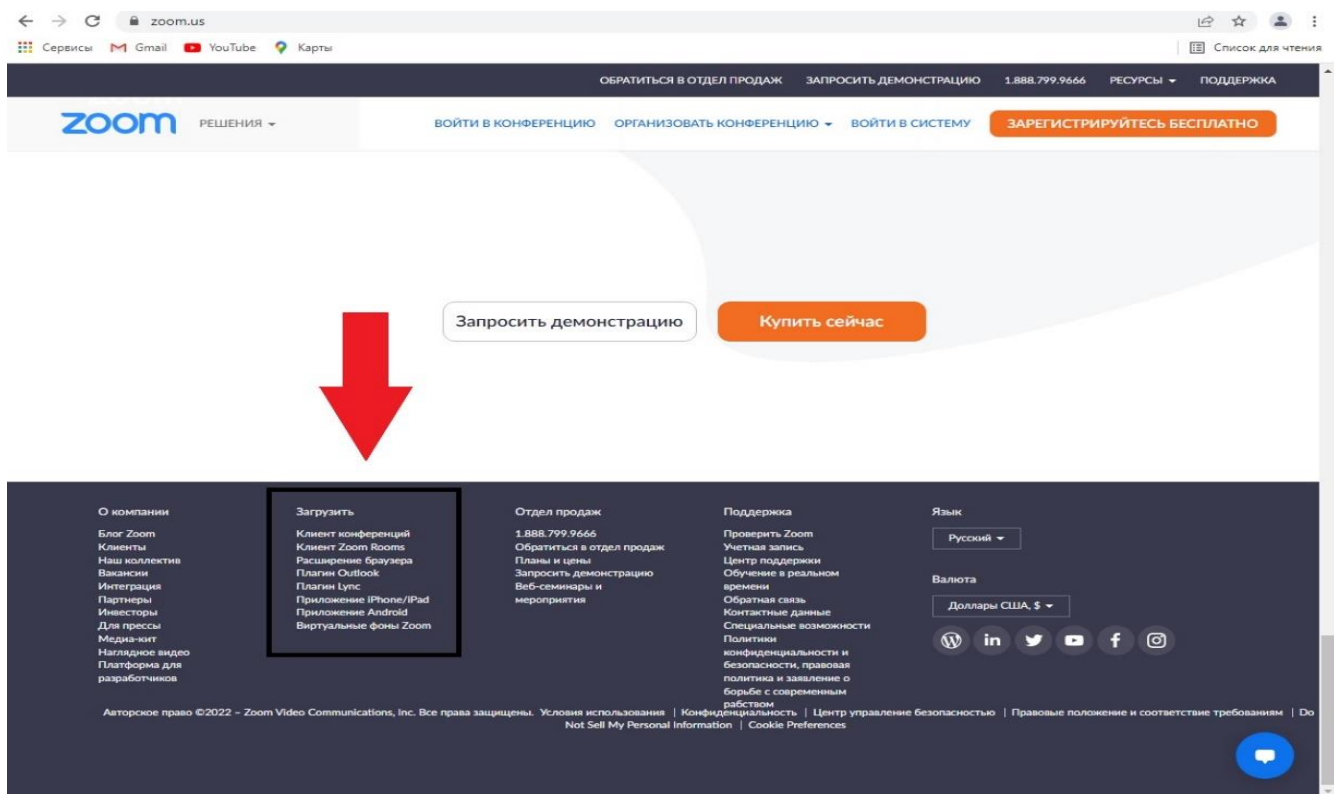 zoom.us
Сервисы Gmail YouTube Карты Список для чтения
ОБРАТИТЬСЯ В ОТДЕЛ ПРОДАЖ ЗАПРОСИТЬ ДЕМОНСТРАЦИЮ 1.888.799.9666 РЕСУРСЫ ПОДДЕРЖКА
zoom РЕШЕНИЯ ВОЙТИ В КОНФЕРЕНЦИЮ ОРГАНИЗОВАТЬ КОНФЕРЕНЦИЮ ВОЙТИ В СИСТЕМУ ЗАРЕГИСТРИРУЙТЕСЬ БЕСПЛАТНО
Запросить демонстрацию Купить сейчас
О компании
Блог Zoom
Клиенты
Наш коллектив
Вакансии
Интеграция
Партнеры
Инвесторы
Для прессы
Медиа-кит
Наглядное видео
Платформа для
разработчиков
Загрузить
Клиент конференций
Клиент Zoom Rooms
Расширение браузера
Плагин Outlook
Плагин Lync
Приложение iPhone/iPad
Приложение Android
Виртуальные фоны Zoom
Отдел продаж
1.888.799.9666
Обратиться в отдел продаж
Планы и цены
Запросить демонстрацию
Веб-семинары и
мероприятия
Поддержка
Проверить Zoom
Учетная запись
Центр поддержки
Обучение в реальном
времени
Обратная связь
Контактные данные
Специальные возможности
Политики
конфиденциальности и
безопасности, правовая
политика и заявление о
борьбе с современным
рабством
Язык
Русский
Валюта
Доллары США, $
Авторское право ©2022 – Zoom Video Communications, Inc. Все права защищены. Условия использования | Конфиденциальность | Центр управление безопасностью | Правовые положение и соответствие требованиям | Do
Not Sell My Personal Information | Cookie Preferences